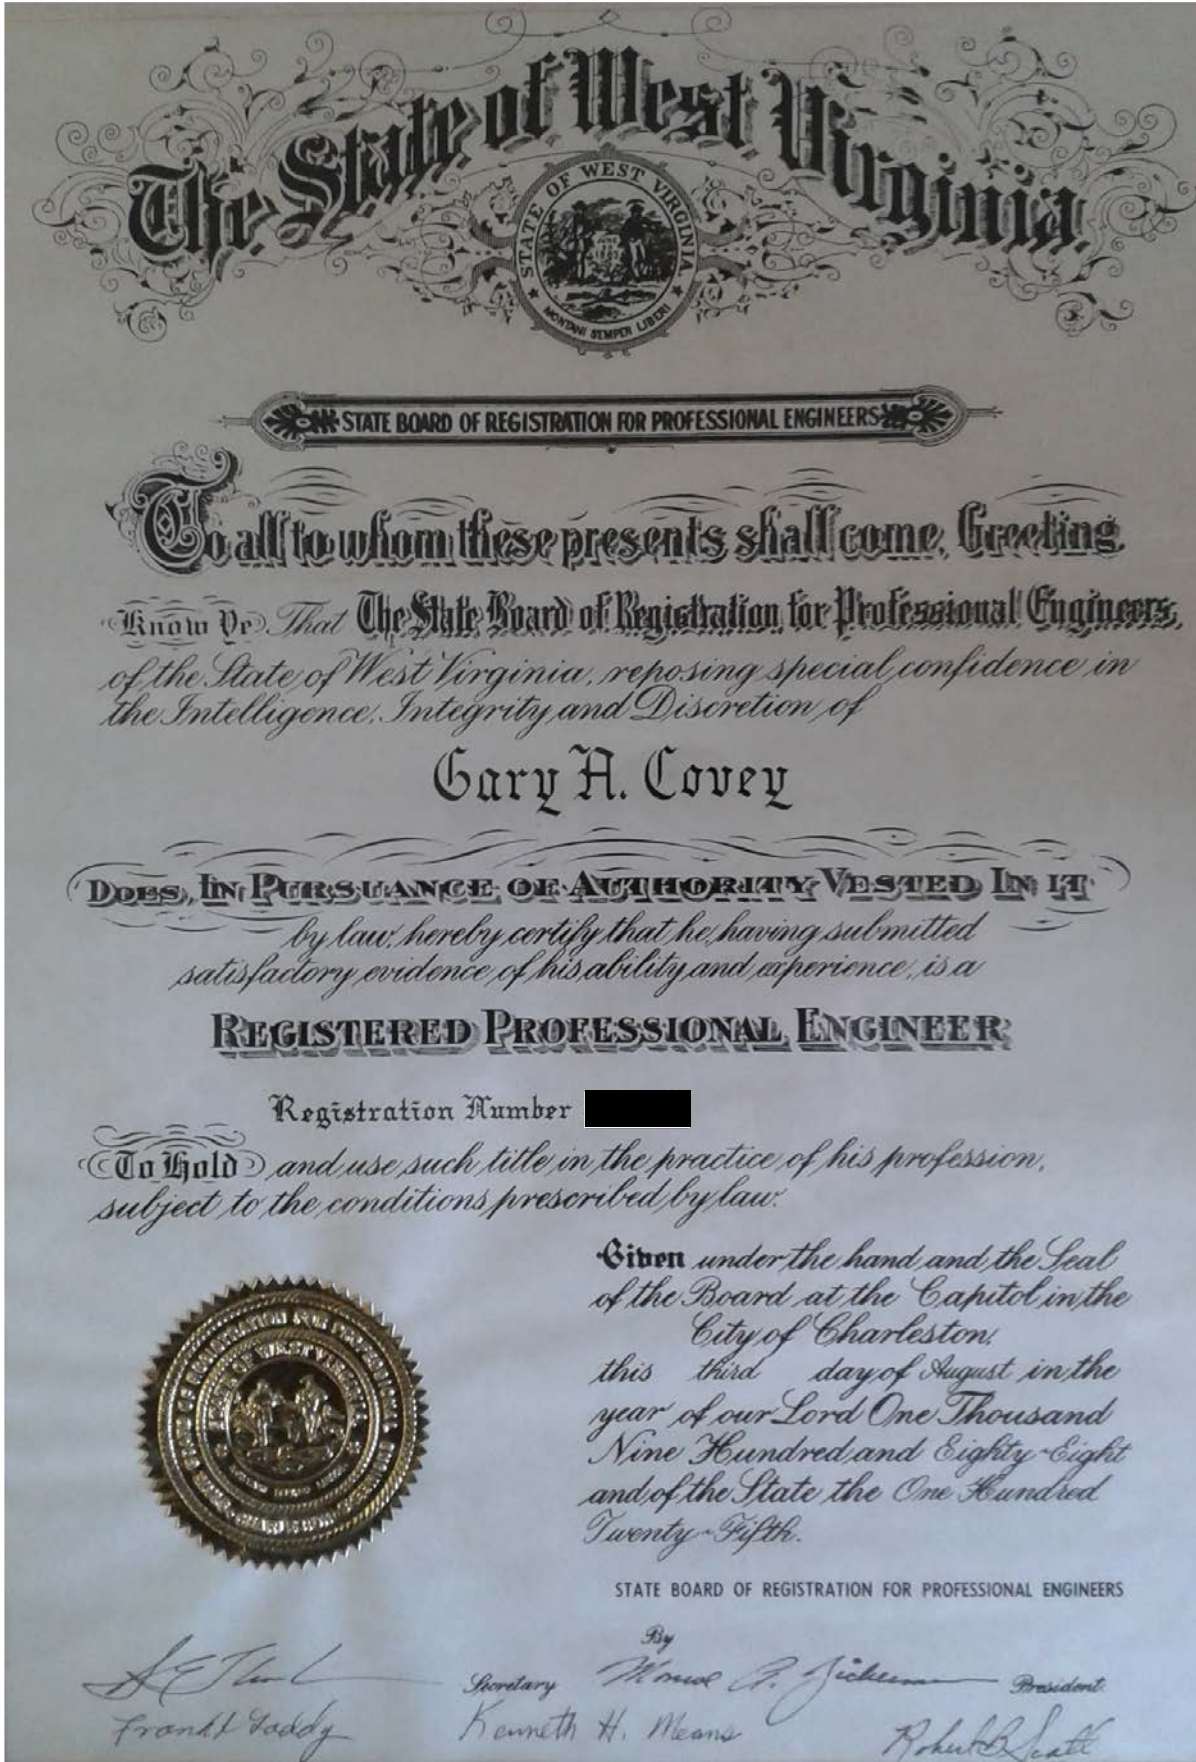 The State of West Virginia
STATE OF WEST VIRGINIA
MONTANI SEMPER LIBERI
STATE BOARD OF REGISTRATION FOR PROFESSIONAL ENGINEERS
To all to whom these presents shall come, Greeting
Know Ye That The State Board of Registration for Professional Engineers,
of the State of West Virginia, reposing special confidence in
the Intelligence, Integrity and Discretion of
Gary A. Covey
DOES, IN PURSUANCE OF AUTHORITY VESTED IN IT
by law, hereby certify that he, having submitted
satisfactory evidence of his ability and experience, is a
REGISTERED PROFESSIONAL ENGINEER
Registration Number
To Hold and use such title in the practice of his profession,
subject to the conditions prescribed by law.
Given under the hand and the Seal
of the Board at the Capitol in the
City of Charleston,
this third day of August in the
year of our Lord One Thousand
Nine Hundred and Eighty-Eight
and of the State the One Hundred
Twenty-Fifth.
STATE OF WEST VIRGINIA
STATE BOARD OF REGISTRATION FOR PROFESSIONAL ENGINEERS
By
Secretary
President
Kenneth H. Means
Robert B. Scott